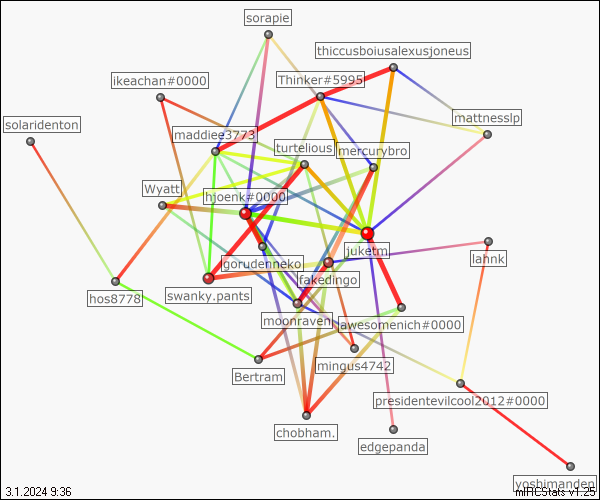 sorapie
thiccusboiusalexusjoneus
ikeachan#0000
Thinker#5995
solaridenton
mattnesslp
maddiee3773
turtelious
mercurybro
Wyatt
hjoenk#0000
juketm
lahnk
gorudenneko
fakedingo
hos8778
swanky.pants
moonraven
awesomenich#0000
mingus4742
Bertram
presidentevilcool2012#0000
chobham.
edgepanda
yoshimanden
3.1.2024 9:36
mIRCStats v1.25